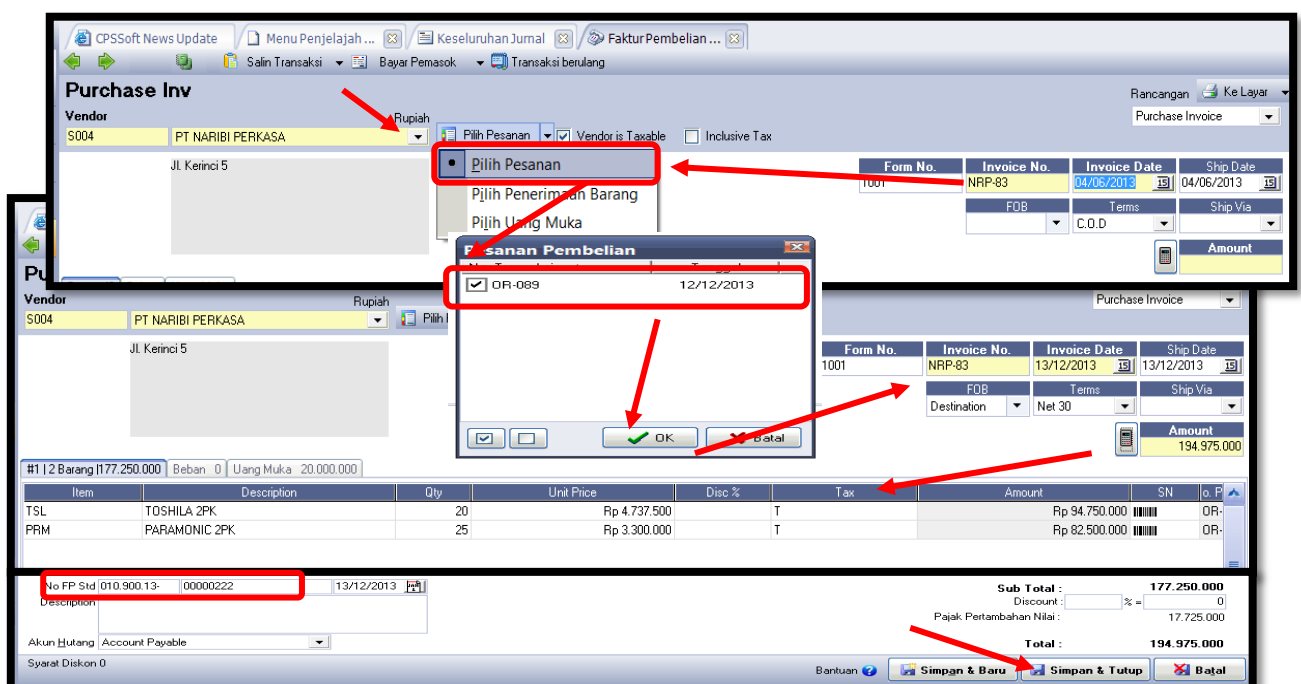 CPSSoft News Update Menu Penjelajah ... Keseluruhan Jurnal Faktur Pembelian ...
Salin Transaksi Bayar Pemasok Transaksi berulang
Purchase Inv
Rancangan Ke Layar
Vendor Rupiah Purchase Invoice
S004 PT NARIBI PERKASA Pilih Pesanan Vendor is Taxable Inclusive Tax
Jl. Kerinci 5
Pilih Pesanan
Pilih Penerimaan Barang
Pilih Uang Muka
Form No. Invoice No. Invoice Date Ship Date
1001 NRP-83 04/06/2013 15 04/06/2013 15
FOB Terms Ship Via
C.O.D
Amount
Pesanan Pembelian
OR-089 12/12/2013
OK Batal
Vendor Rupiah Purchase Invoice
S004 PT NARIBI PERKASA Pilih
Jl. Kerinci 5
Form No. Invoice No. Invoice Date Ship Date
1001 NRP-83 13/12/2013 15 13/12/2013 15
FOB Terms Ship Via
Destination Net 30
Amount
194.975.000
#1 | 2 Barang |177.250.000 Beban 0 Uang Muka 20.000.000
Item Description Qty Unit Price Disc % Tax Amount SN o. P
TSL TOSHILA 2PK 20 Rp 4.737.500 T Rp 94.750.000 OR-
PRM PARAMONIC 2PK 25 Rp 3.300.000 T Rp 82.500.000 OR-
No FP Std 010.900.13- 00000222 13/12/2013
Description
Sub Total : 177.250.000
Discount : % = 0
Pajak Pertambahan Nilai : 17.725.000
Akun Hutang Account Payable
Total : 194.975.000
Syarat Diskon 0
Bantuan Simpan & Baru Simpan & Tutup Batal